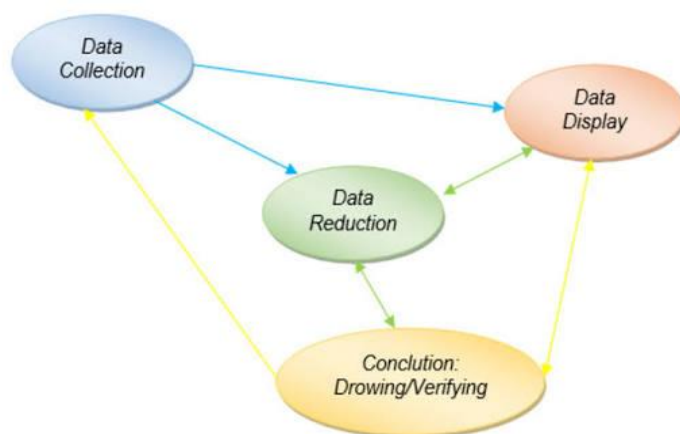 Data
Collection
Data
Display
Data
Reduction
Conclution:
Drowing/Verifying